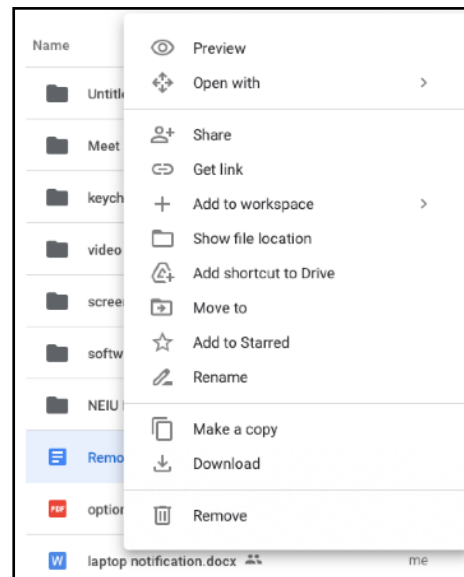 Name
Preview
Open with
Share
Get link
Add to workspace
Show file location
Add shortcut to Drive
Move to
Add to Starred
Rename
Make a copy
Download
Remove
Untitl
Meet
keych
video
scree
softw
NEIU
Remo
PDF option
W laptop notification.docx me